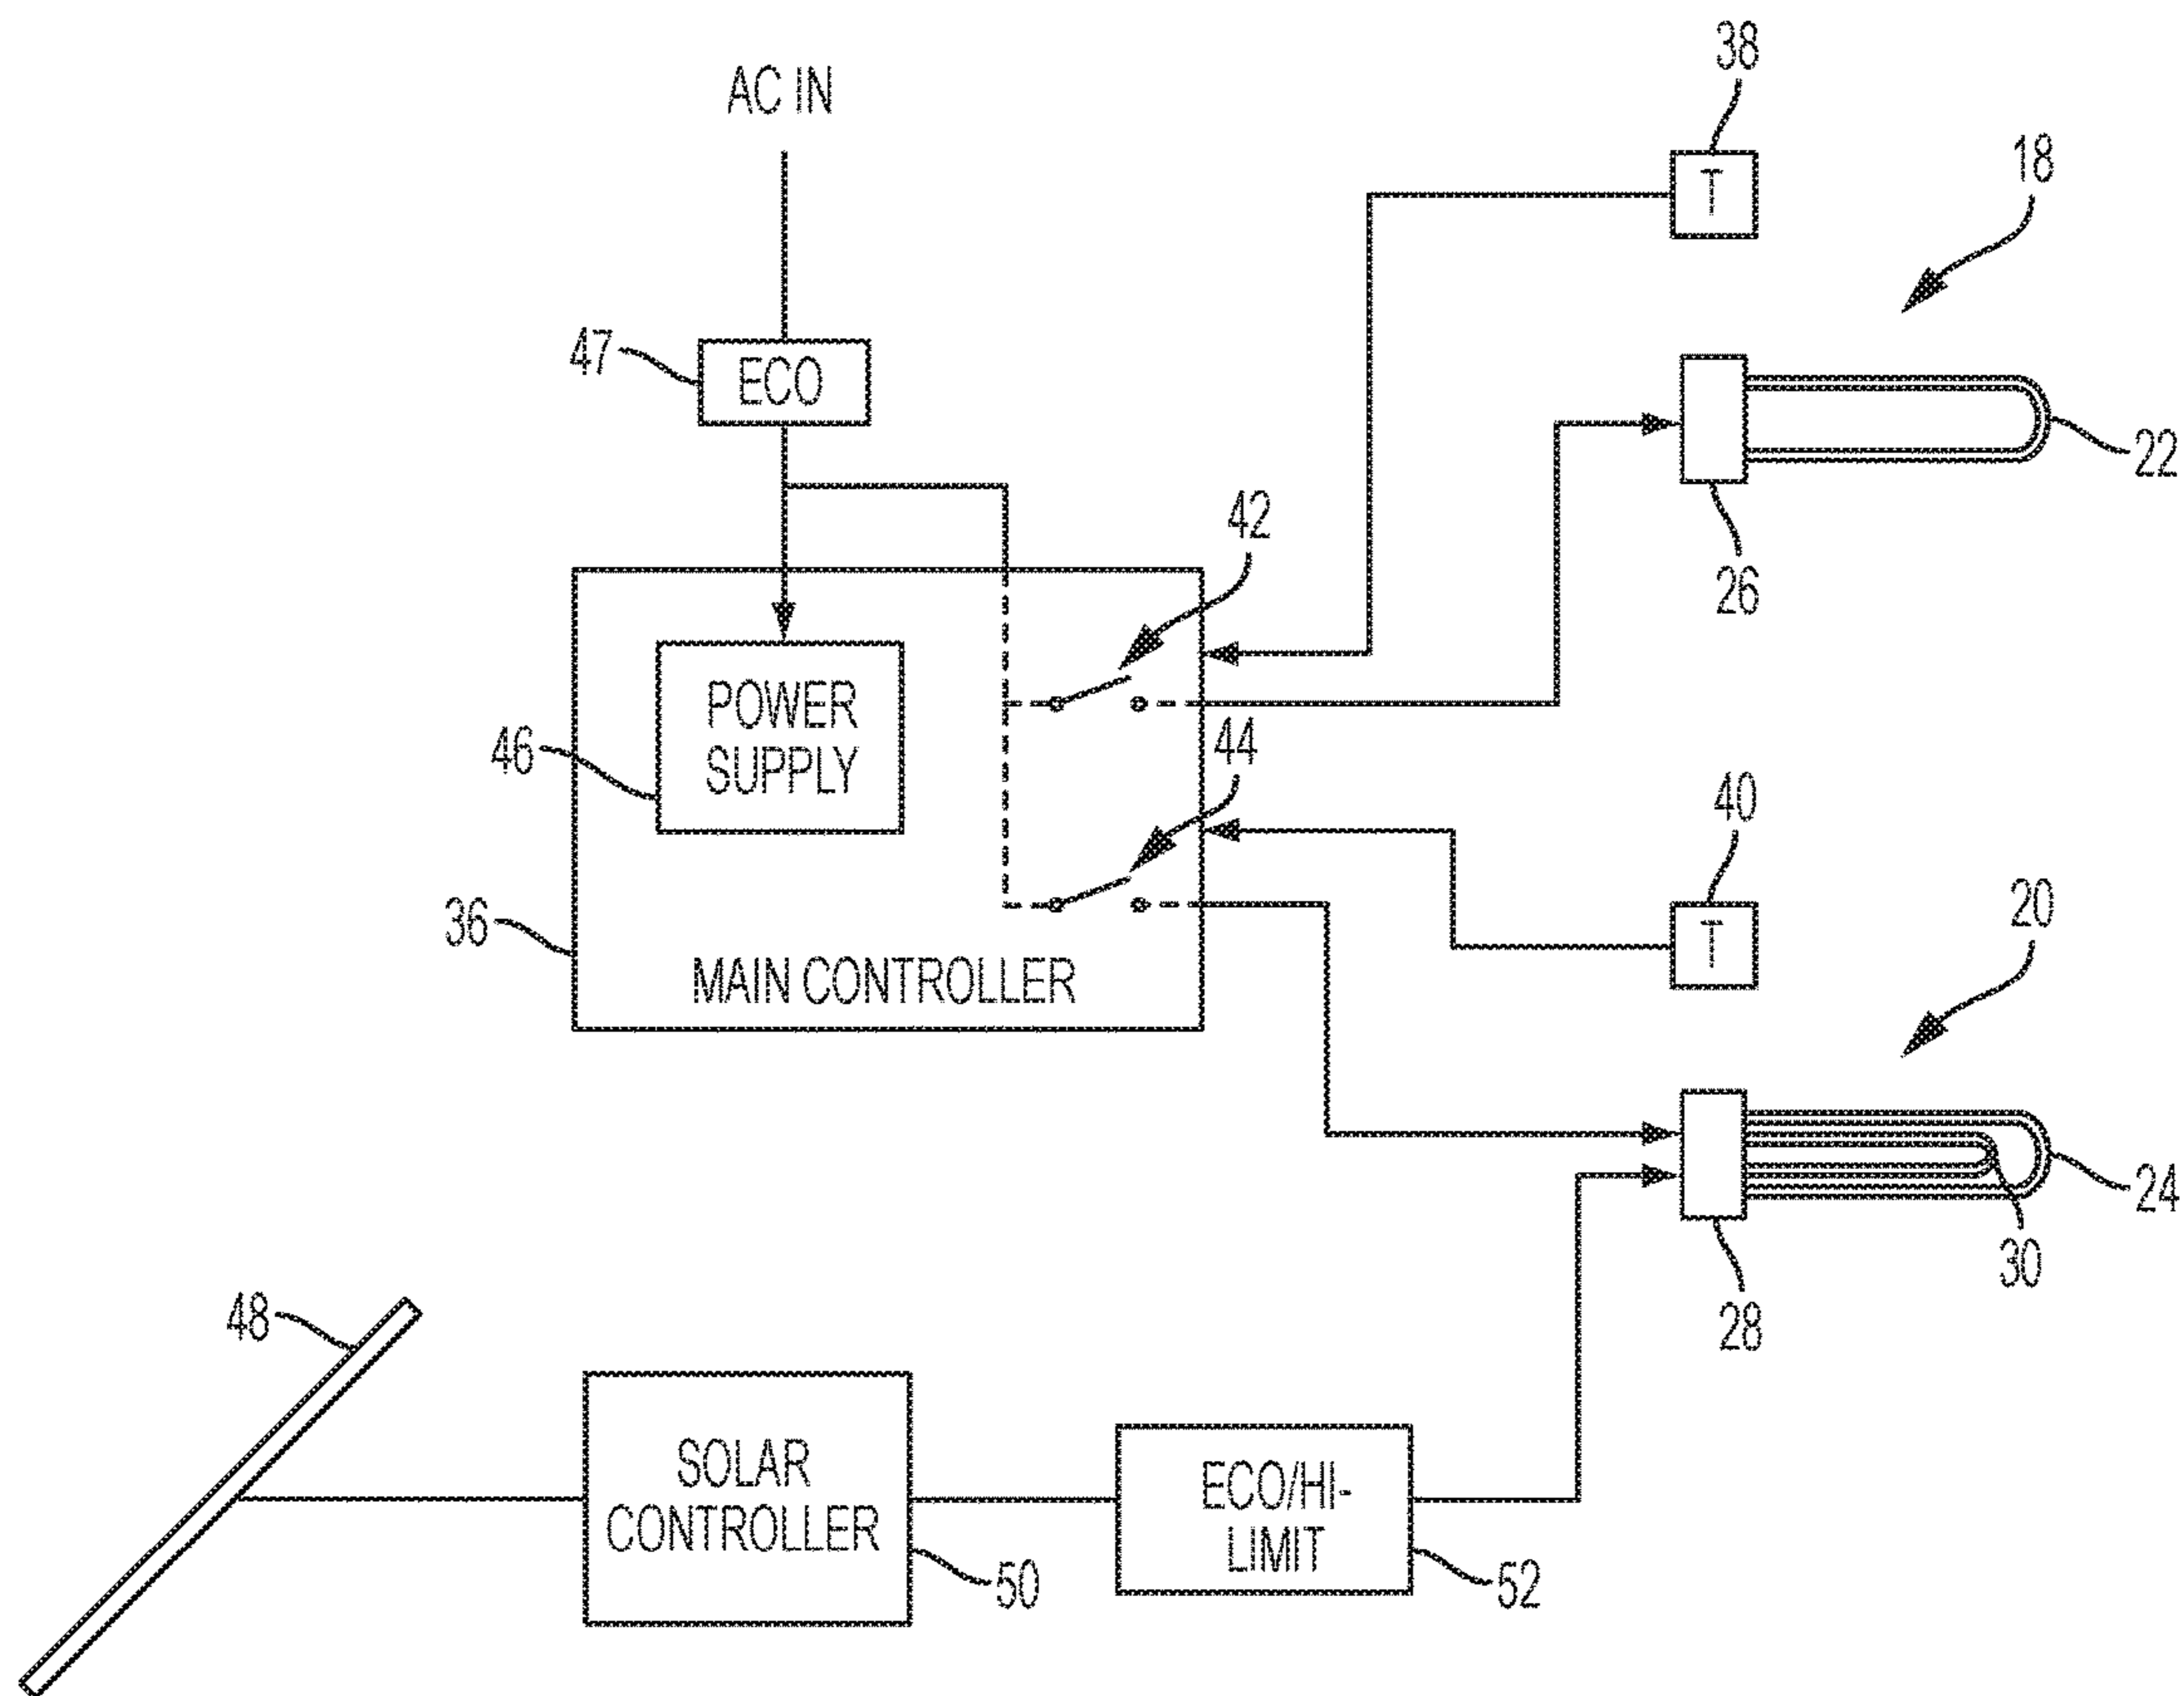 AC IN
38
T
18
47
ECO
22
42
26
POWER
SUPPLY
46
44
40
T
36
MAIN CONTROLLER
20
24
30
28
48
SOLAR
CONTROLLER
50
ECO/HI-
LIMIT
52